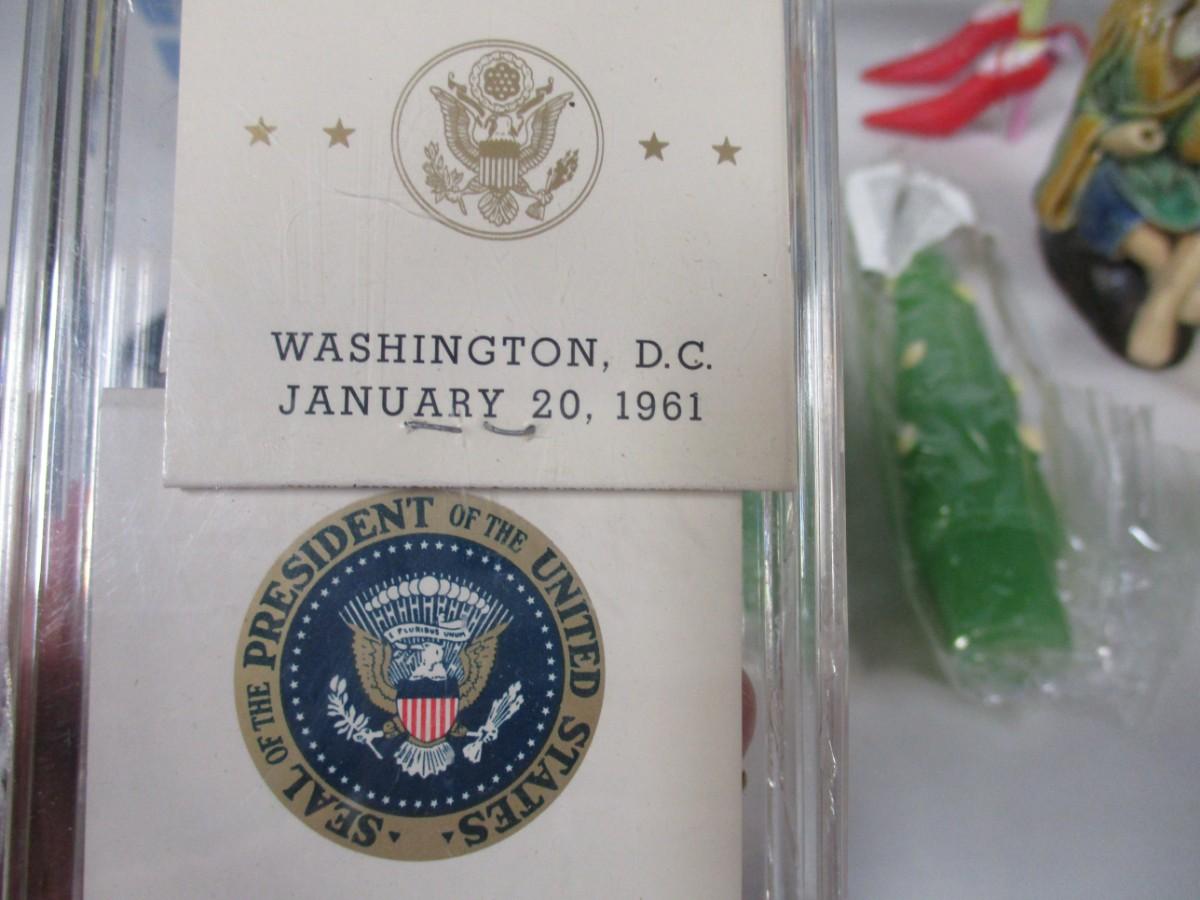 WASHINGTON, D.C.
JANUARY 20, 1961
SEAL OF THE PRESIDENT OF THE UNITED STATES
E PLURIBUS UNUM